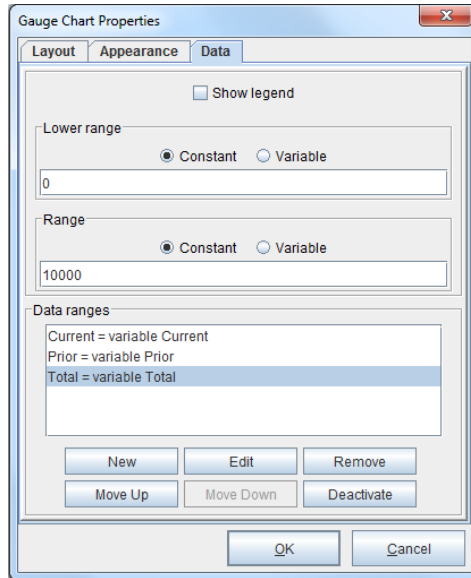 Gauge Chart Properties
Layout Appearance Data
Show legend
Lower range
Constant Variable
0
Range
Constant Variable
10000
Data ranges
Current = variable Current
Prior = variable Prior
Total = variable Total
New Edit Remove
Move Up Move Down Deactivate
OK Cancel